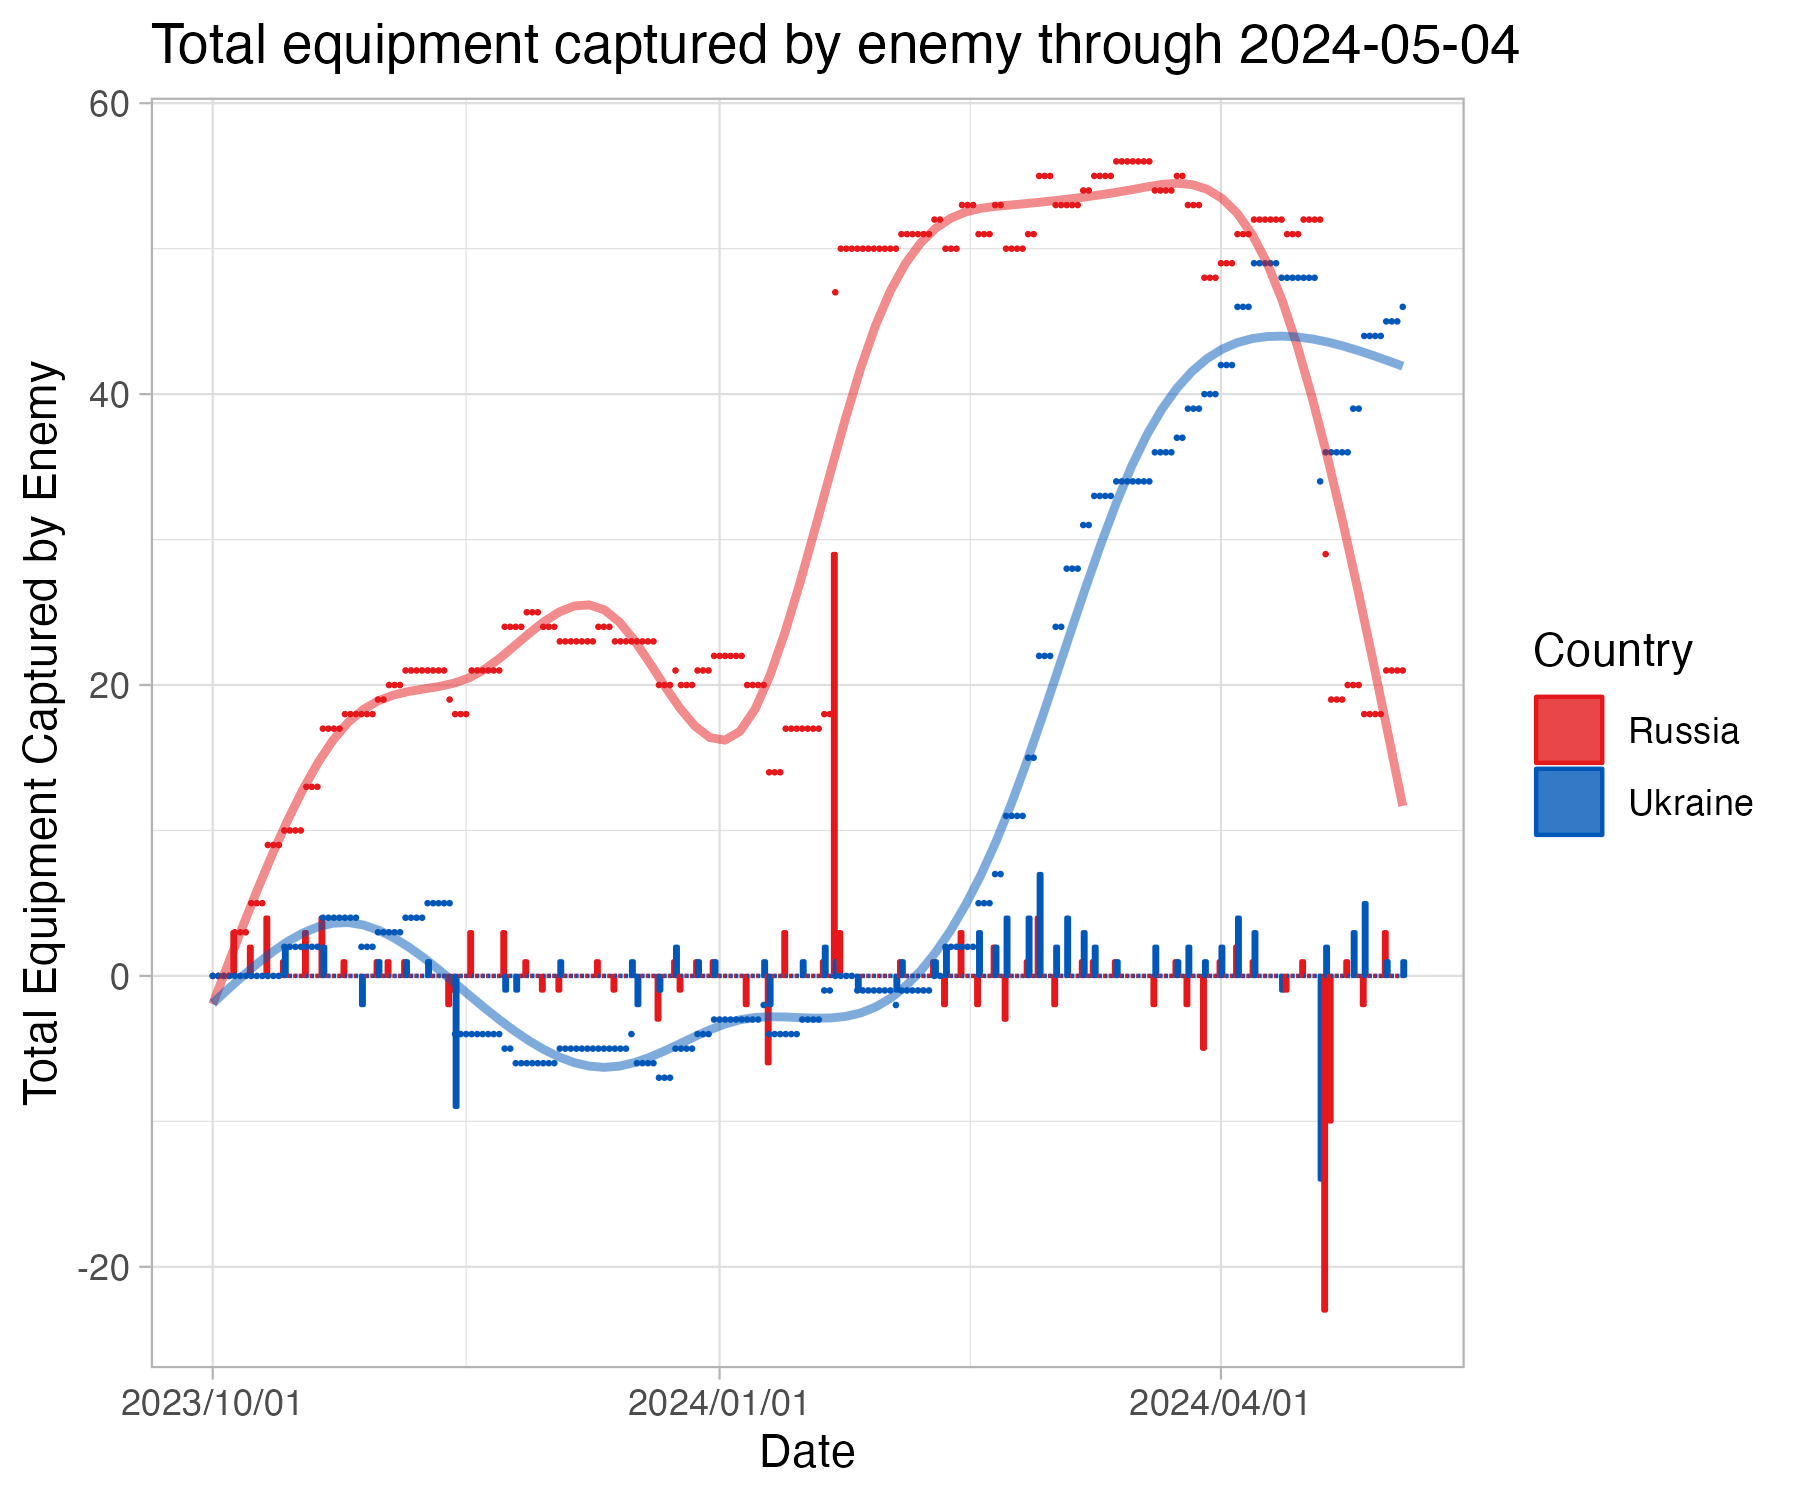 Total equipment captured by enemy through 2024-05-04
Total Equipment Captured by Enemy
60
40
20
0
-20
2023/10/01
2024/01/01
2024/04/01
Date
Country
Russia
Ukraine